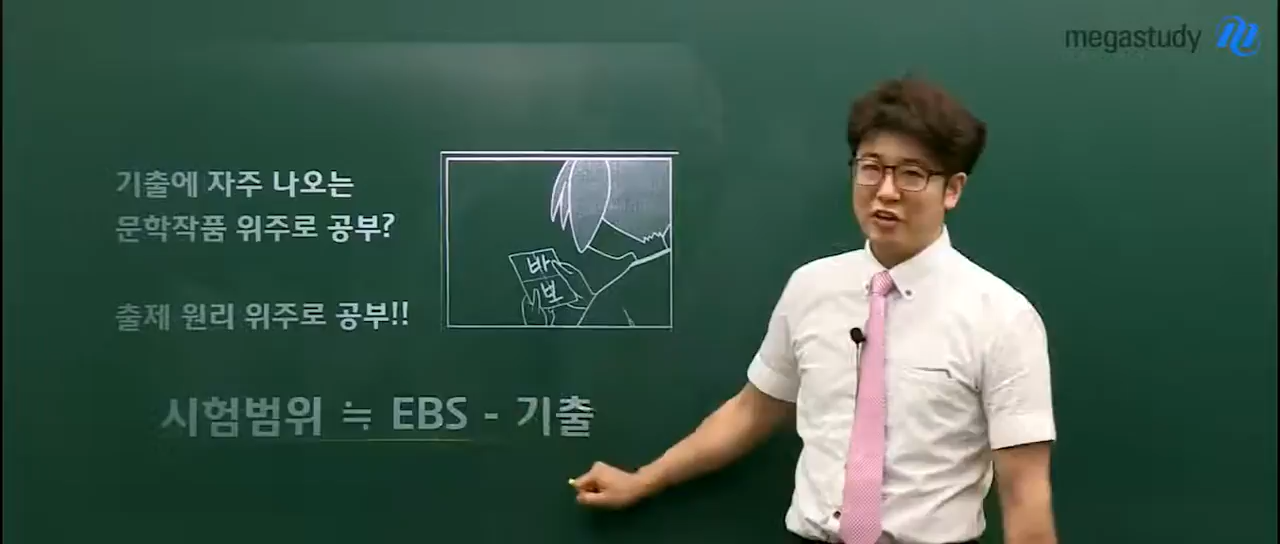 megastudy
기출에 자주 나오는
문학작품 위주로 공부?
바
보
출제 원리 위주로 공부!!
시험범위 ≒ EBS - 기출